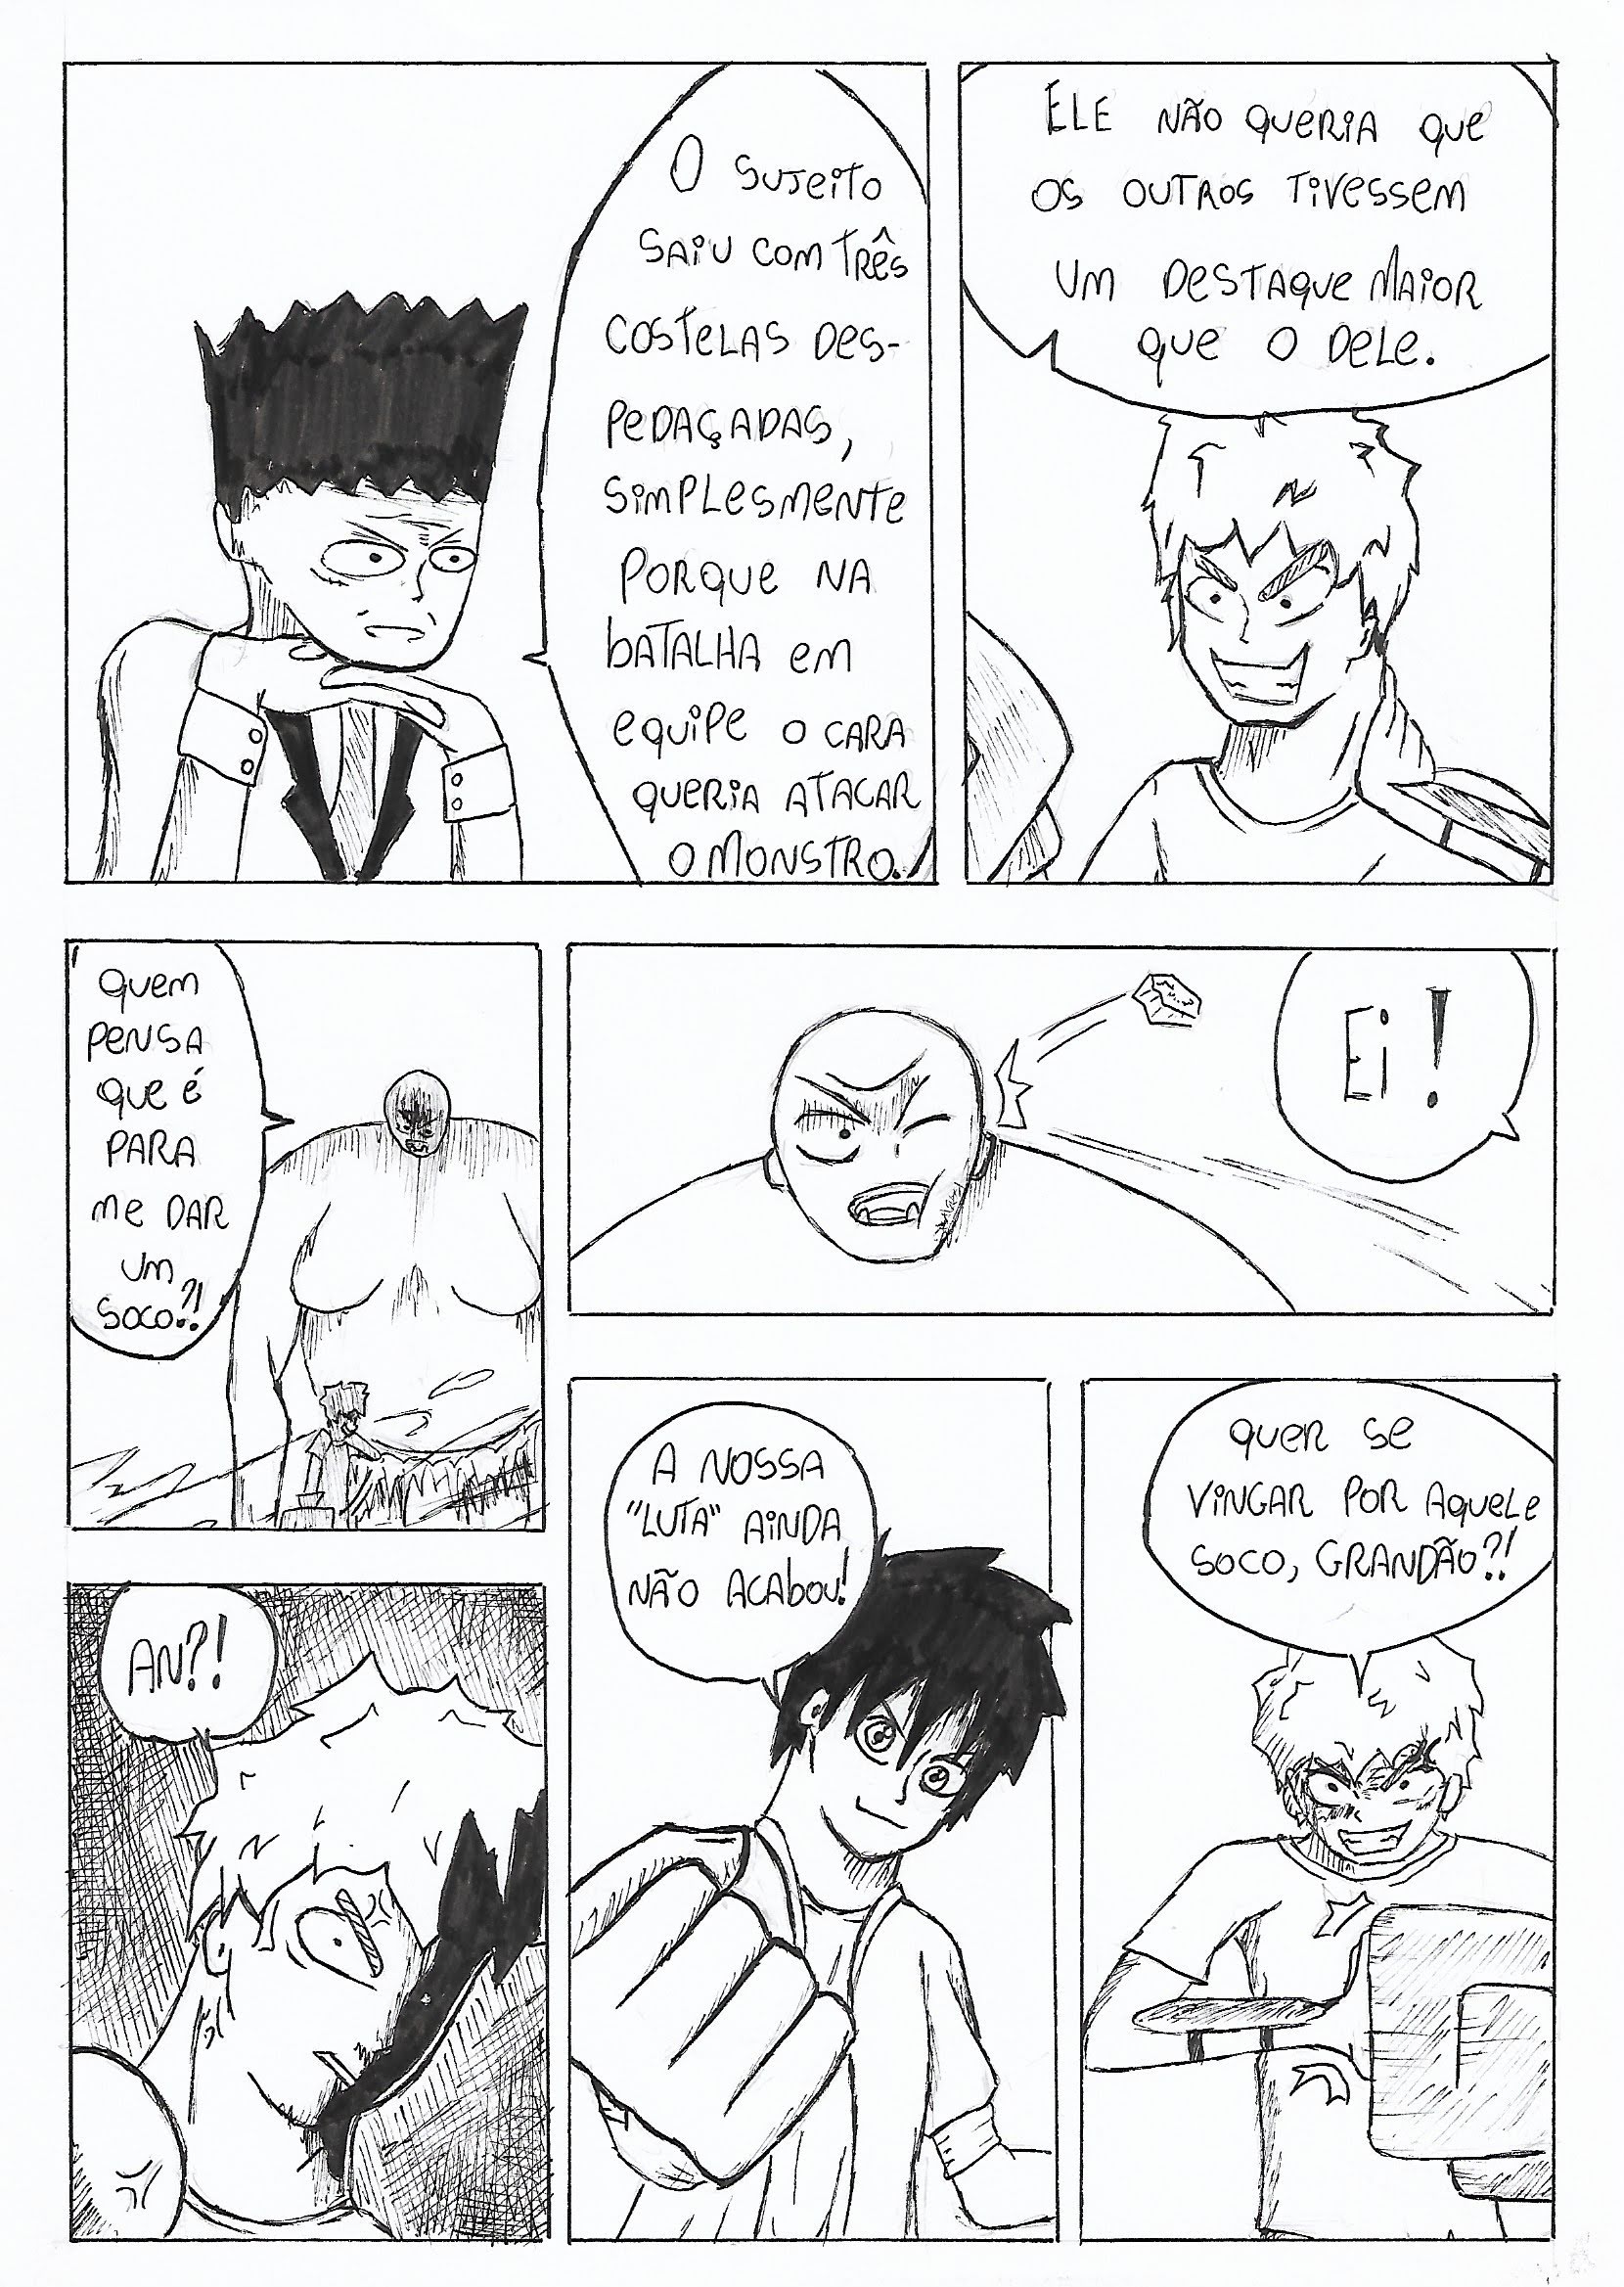 O SUJEITO
SAIU COM TRÊS
COSTELAS DES-
PEDAÇADAS,
SIMPLESMENTE
PORQUE NA
BATALHA EM
EQUIPE O CARA
QUERIA ATACAR
O MONSTRO.
ELE NÃO QUERIA QUE
OS OUTROS TIVESSEM
UM DESTAQUE MAIOR
QUE O DELE.
QUEM
PENSA
QUE É
PARA
ME DAR
UM
SOCO?!
EI!
AN?!
A NOSSA
"LUTA" AINDA
NÃO ACABOU!
QUER SE
VINGAR POR AQUELE
SOCO, GRANDÃO?!